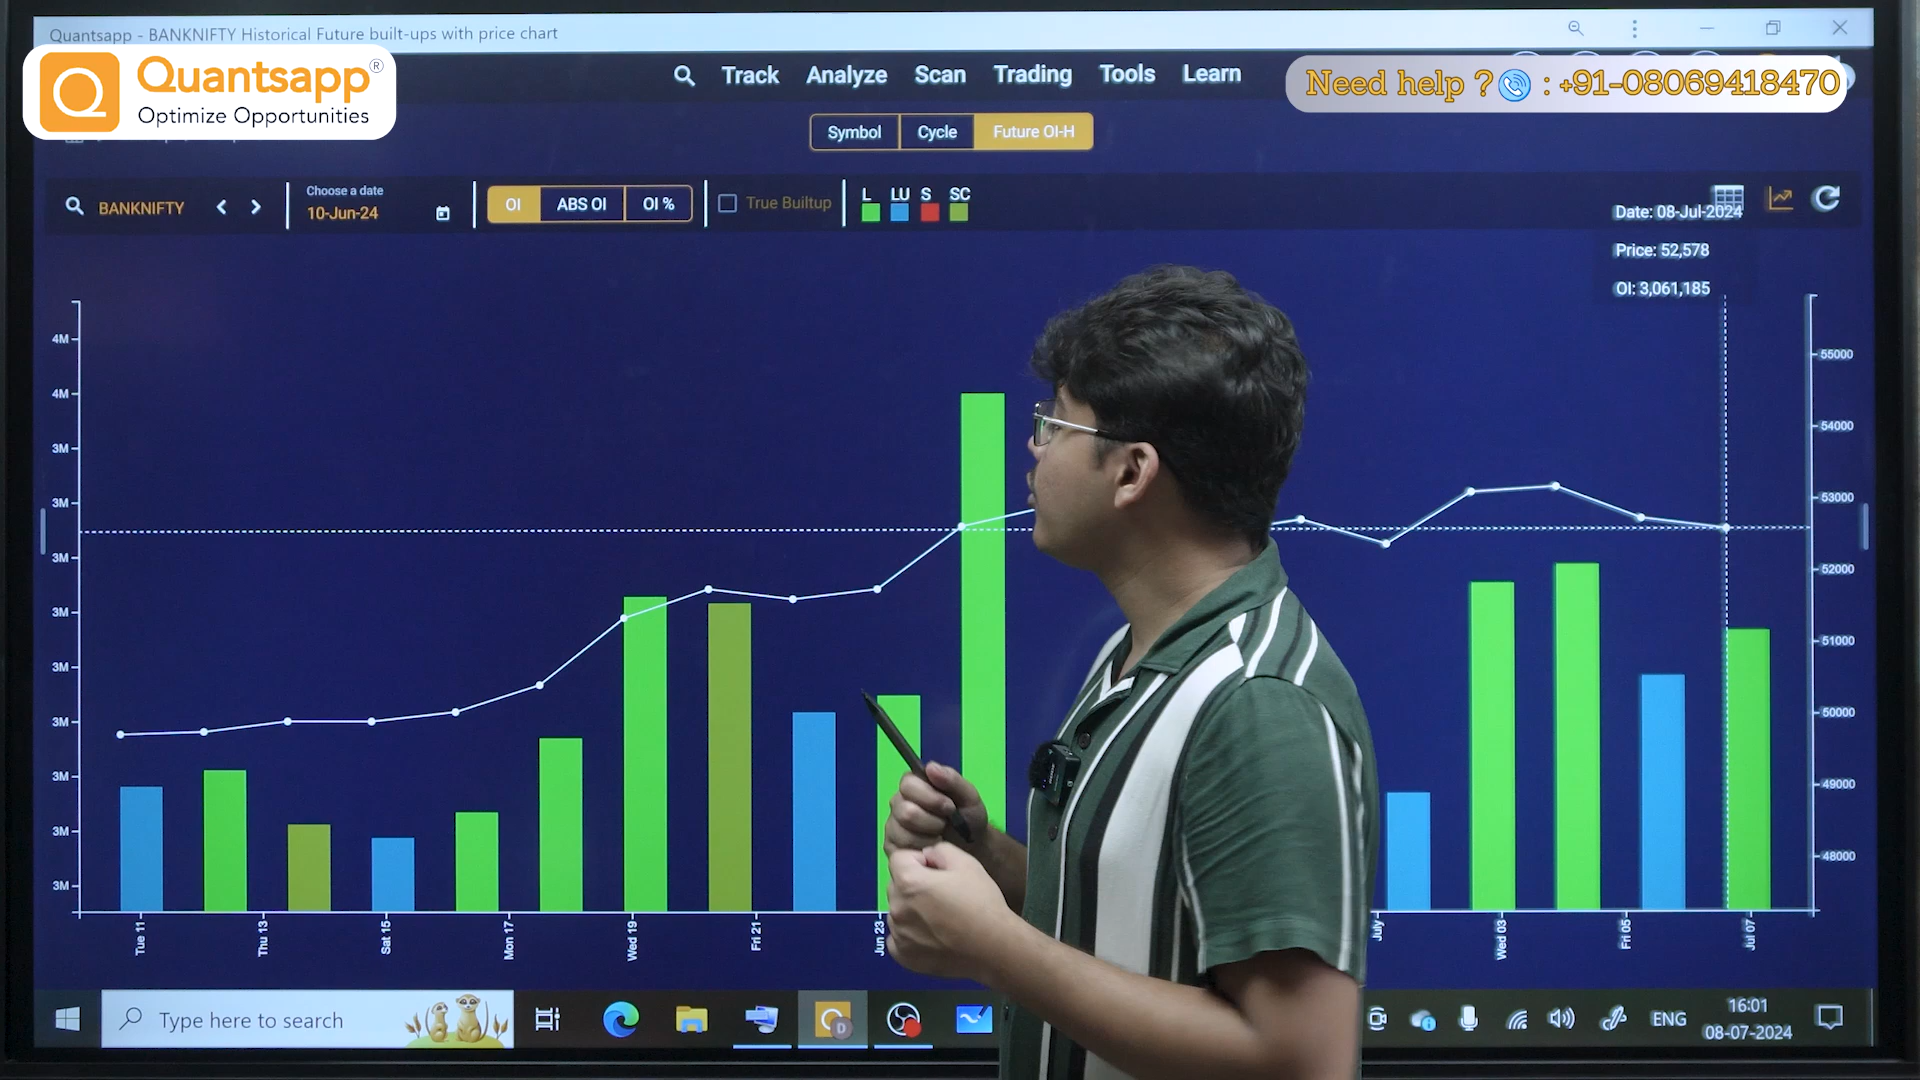 Quantsapp - BANKNIFTY Historical Future built-ups with price chart
Quantsapp®
Optimize Opportunities
Track Analyze Scan Trading Tools Learn
Need help ? : +91-08069418470
Symbol Cycle Future OI-H
BANKNIFTY
Choose a date
10-Jun-24
OI ABS OI OI %
True Builtup
L LU S SC
Date: 08-Jul-2024
Price: 52,578
OI: 3,061,185
4M
4M
3M
3M
3M
3M
3M
3M
3M
3M
3M
55000
54000
53000
52000
51000
50000
49000
48000
Tue 11
Thu 13
Sat 15
Mon 17
Wed 19
Fri 21
Jun 23
July
Wed 03
Fri 05
Jul 07
Type here to search
D
ENG
16:01
08-07-2024